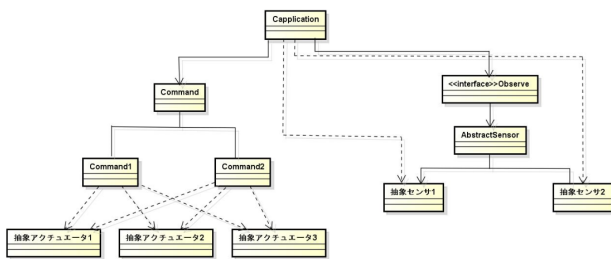 Capplication
Command
<<interface>>Observe
AbstractSensor
Command1
Command2
抽象センサ1
抽象センサ2
抽象アクチュエータ1
抽象アクチュエータ2
抽象アクチュエータ3